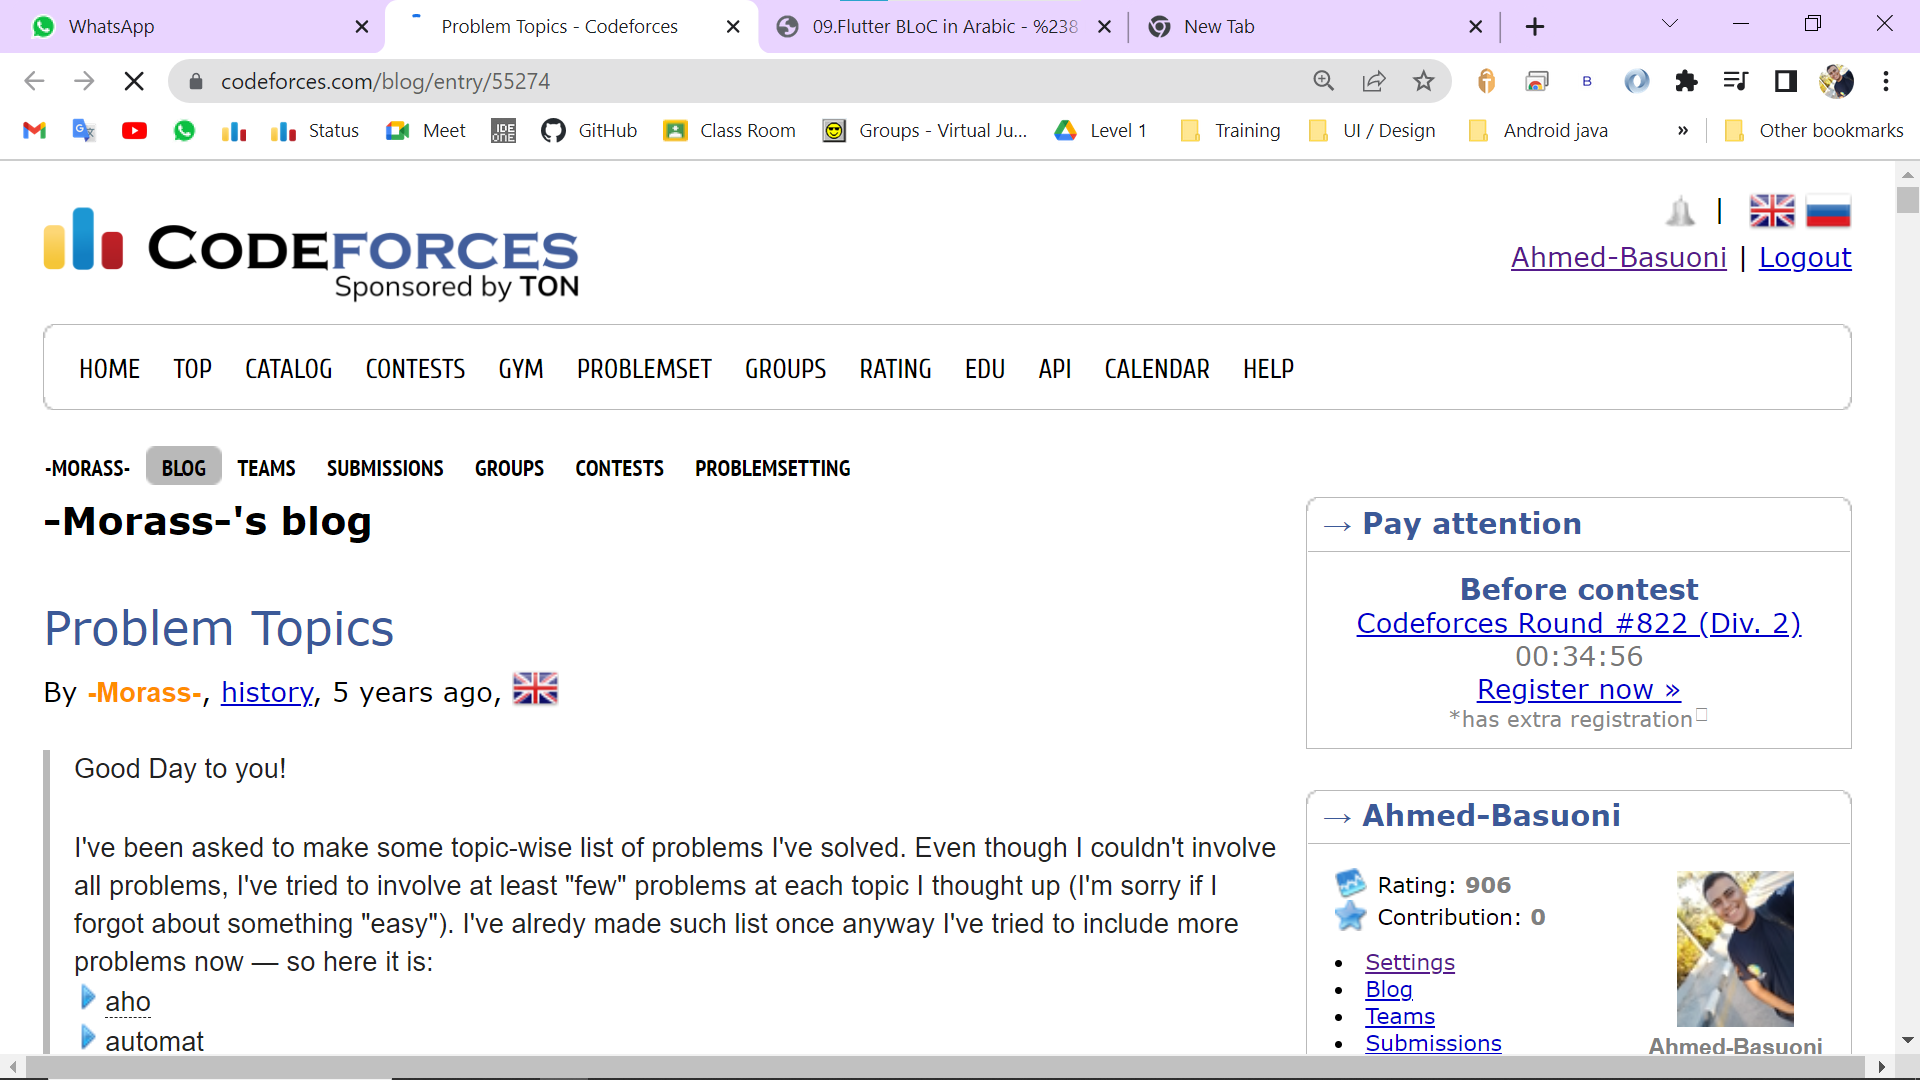 WhatsApp
Problem Topics - Codeforces
09.Flutter BLoC in Arabic - %238
New Tab
codeforces.com/blog/entry/55274
B
Status
Meet
IDE ONE
GitHub
Class Room
Groups - Virtual Ju...
Level 1
Training
UI / Design
Android java
»
Other bookmarks
CODEFORCES
Sponsored by TON
|
Ahmed-Basuoni | Logout
HOME TOP CATALOG CONTESTS GYM PROBLEMSET GROUPS RATING EDU API CALENDAR HELP
-MORASS- BLOG TEAMS SUBMISSIONS GROUPS CONTESTS PROBLEMSETTING
-Morass-'s blog
Problem Topics
By -Morass-, history, 5 years ago,
Good Day to you!
I've been asked to make some topic-wise list of problems I've solved. Even though I couldn't involve
all problems, I've tried to involve at least "few" problems at each topic I thought up (I'm sorry if I
forgot about something "easy"). I've alredy made such list once anyway I've tried to include more
problems now — so here it is:
aho
automat
→ Pay attention
Before contest
Codeforces Round #822 (Div. 2)
00:34:56
Register now »
*has extra registration
→ Ahmed-Basuoni
Rating: 906
Contribution: 0
• Settings
• Blog
• Teams
• Submissions
Ahmed-Basuoni